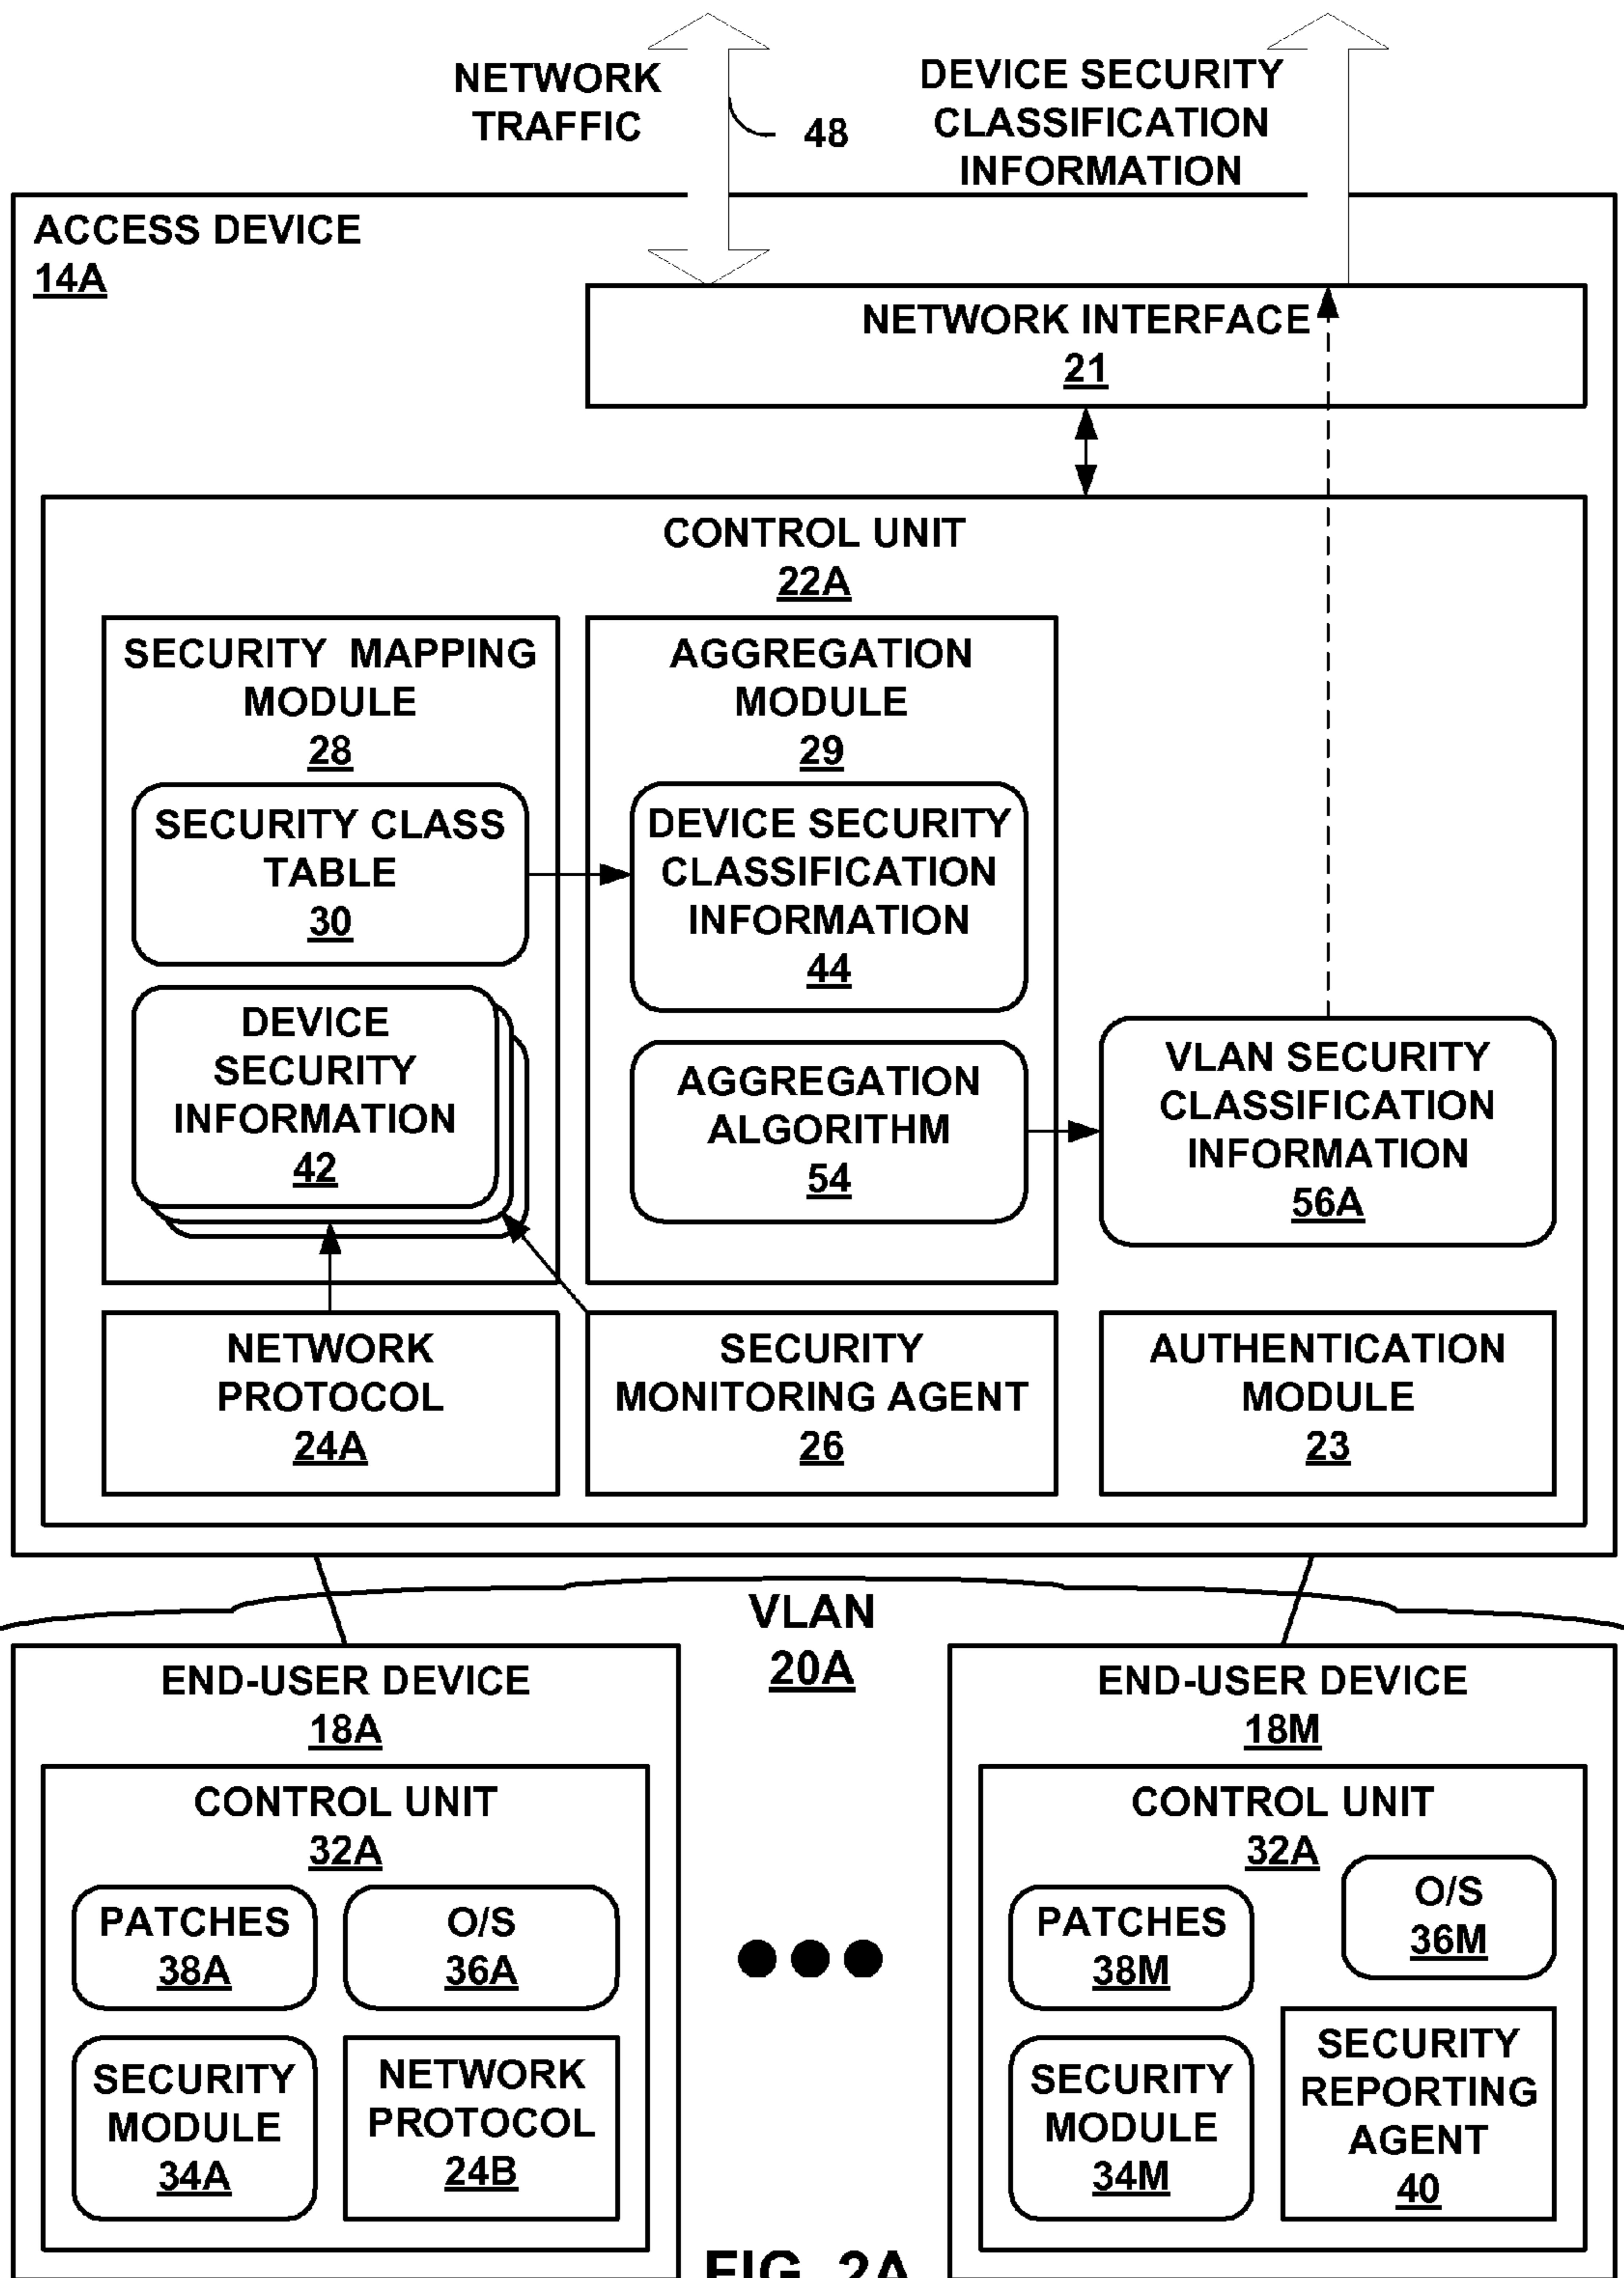 NETWORK
TRAFFIC
48
DEVICE SECURITY
CLASSIFICATION
INFORMATION
ACCESS DEVICE
14A
NETWORK INTERFACE
21
CONTROL UNIT
22A
SECURITY MAPPING
MODULE
28
SECURITY CLASS
TABLE
30
DEVICE
SECURITY
INFORMATION
42
AGGREGATION
MODULE
29
DEVICE SECURITY
CLASSIFICATION
INFORMATION
44
AGGREGATION
ALGORITHM
54
VLAN SECURITY
CLASSIFICATION
INFORMATION
56A
NETWORK
PROTOCOL
24A
SECURITY
MONITORING AGENT
26
AUTHENTICATION
MODULE
23
VLAN
20A
END-USER DEVICE
18A
CONTROL UNIT
32A
PATCHES
38A
O/S
36A
SECURITY
MODULE
34A
NETWORK
PROTOCOL
24B
END-USER DEVICE
18M
CONTROL UNIT
32A
PATCHES
38M
O/S
36M
SECURITY
MODULE
34M
SECURITY
REPORTING
AGENT
40
FIG. 2A